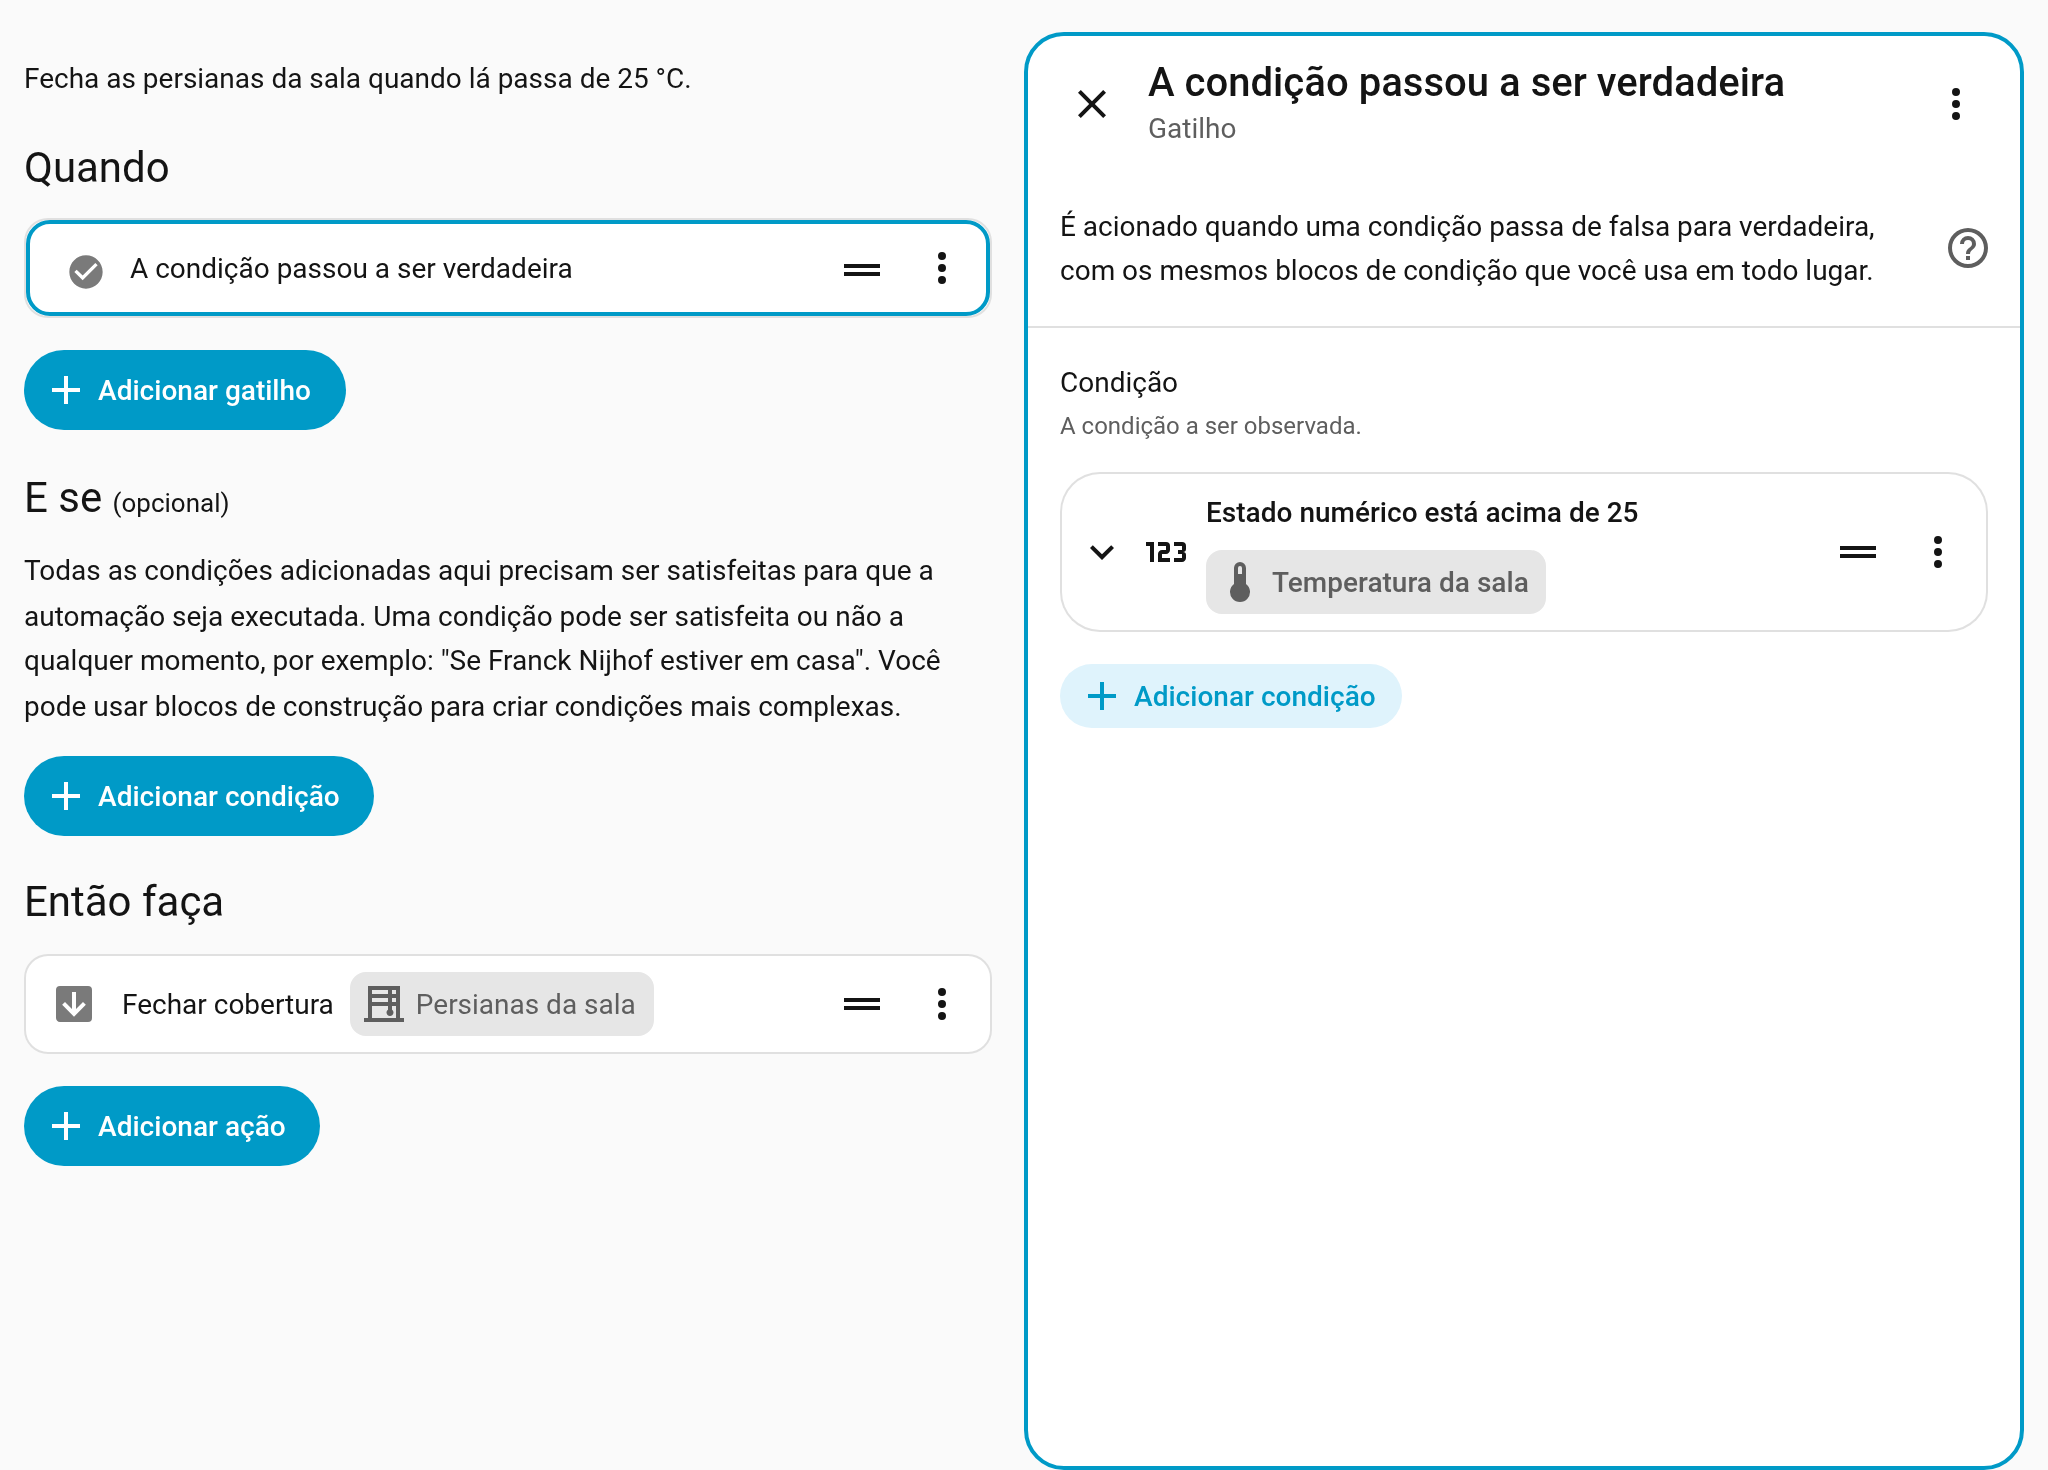 Fecha as persianas da sala quando lá passa de 25 °C.
Quando
A condição passou a ser verdadeira
Adicionar gatilho
E se (opcional)
Todas as condições adicionadas aqui precisam ser satisfeitas para que a
automação seja executada. Uma condição pode ser satisfeita ou não a
qualquer momento, por exemplo: "Se Franck Nijhof estiver em casa". Você
pode usar blocos de construção para criar condições mais complexas.
Adicionar condição
Então faça
Fechar cobertura Persianas da sala
Adicionar ação
A condição passou a ser verdadeira
Gatilho
É acionado quando uma condição passa de falsa para verdadeira,
com os mesmos blocos de condição que você usa em todo lugar.
Condição
A condição a ser observada.
Estado numérico está acima de 25
123
Temperatura da sala
Adicionar condição